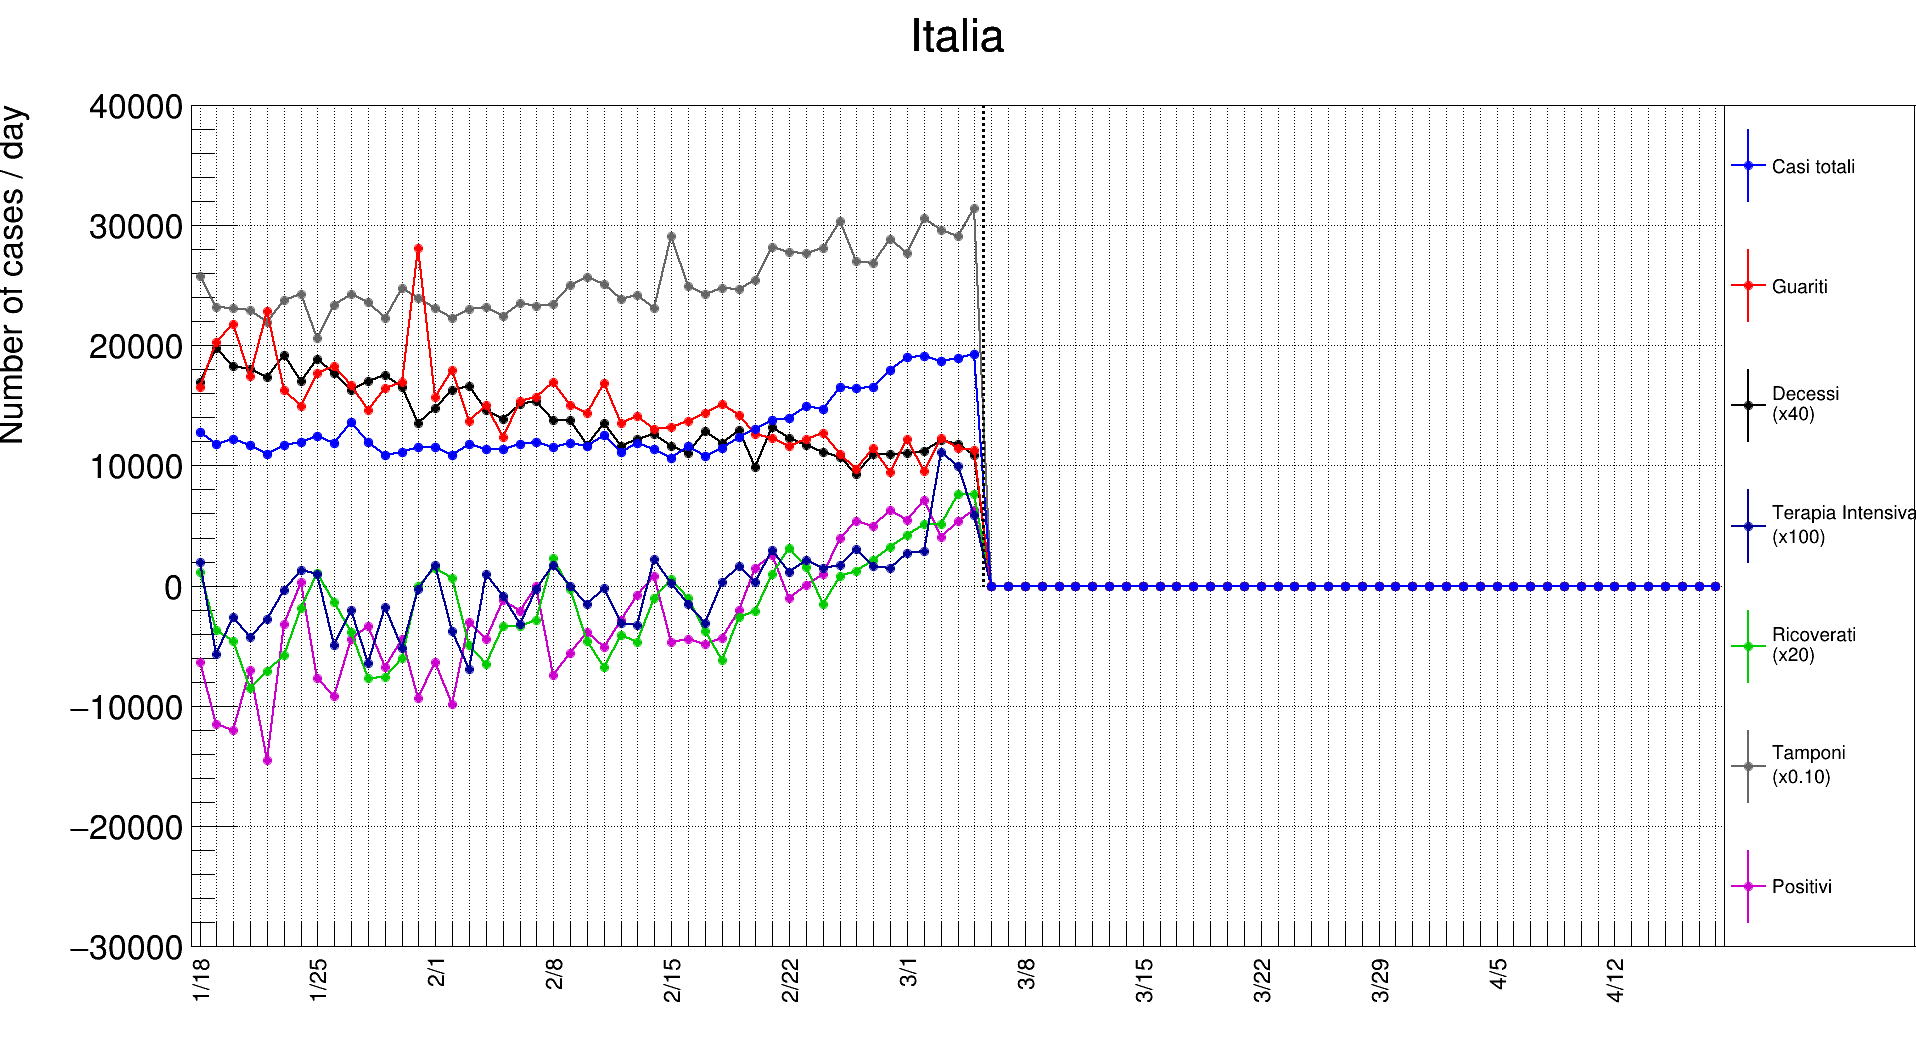 Italia
Number of cases / day
40000
30000
20000
10000
0
−10000
−20000
−30000
1/18
1/25
2/1
2/8
2/15
2/22
3/1
3/8
3/15
3/22
3/29
4/5
4/12
Casi totali
Guariti
Decessi
(x40)
Terapia Intensiva
(x100)
Ricoverati
(x20)
Tamponi
(x0.10)
Positivi